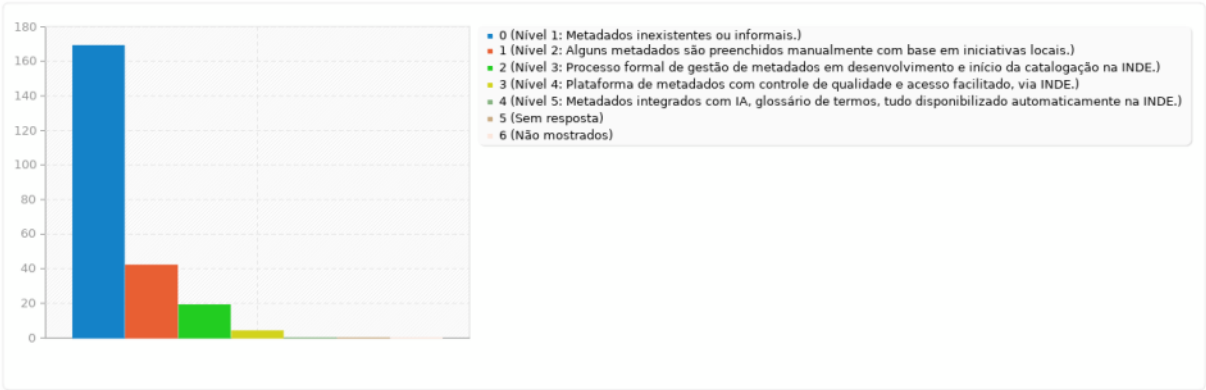 180
160
140
120
100
80
60
40
20
0
0 (Nível 1: Metadados inexistentes ou informais.)
1 (Nível 2: Alguns metadados são preenchidos manualmente com base em iniciativas locais.)
2 (Nível 3: Processo formal de gestão de metadados em desenvolvimento e início da catalogação na INDE.)
3 (Nível 4: Plataforma de metadados com controle de qualidade e acesso facilitado, via INDE.)
4 (Nível 5: Metadados integrados com IA, glossário de termos, tudo disponibilizado automaticamente na INDE.)
5 (Sem resposta)
6 (Não mostrados)